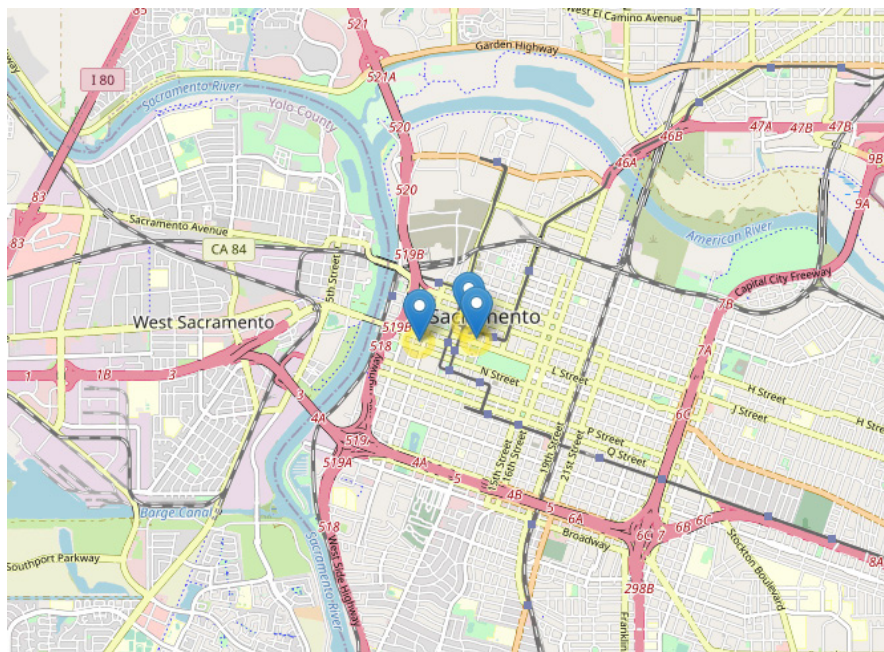 85
521
West El Camino Avenue
Garden Highway
521A
I 80
Sacramento River
Yolo County
520
46B
47A
47B
47B
46A
9B
83
520
9A
Sacramento Avenue
American River
83
CA 84
519B
5th Street
Capital City Freeway
7B
West Sacramento
519B
Sacramento
518
7A
1
1B
3
N Street
L Street
H Street
3
J Street
H Street
4A
6C
519
P Street
519A
4A
15th Street
16th Street
19th Street
21st Street
Q Street
5
4B
5
6A
Barge Canal
518
6C
7
6B
6C
Broadway
Southport Parkway
Sacramento River
West Side Highway
Stockton Boulevard
8A
298B
Franklin